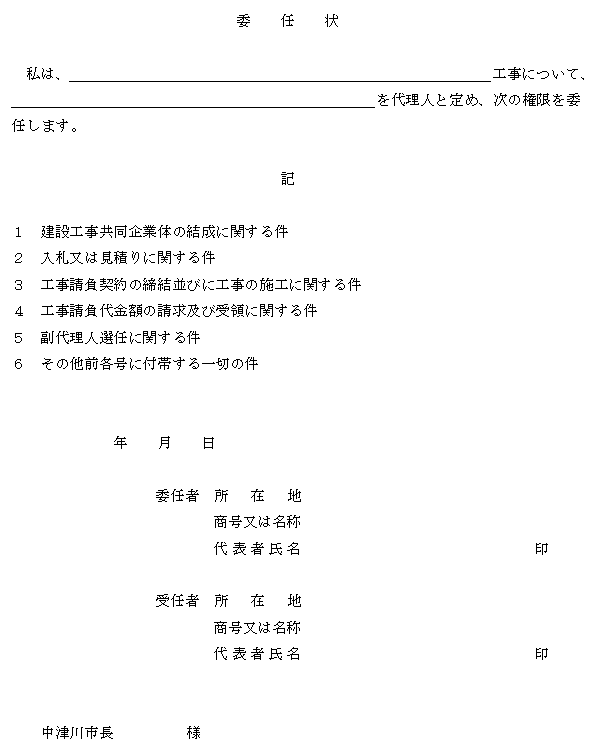 委　任　状
私は、＿＿＿＿＿＿＿＿＿＿＿＿＿＿＿＿＿＿＿＿＿＿＿＿＿＿＿＿＿工事について、
＿＿＿＿＿＿＿＿＿＿＿＿＿＿＿＿＿＿＿＿＿＿＿＿＿を代理人と定め、次の権限を委
任します。
記
１　建設工事共同企業体の結成に関する件
２　入札又は見積りに関する件
３　工事請負契約の締結並びに工事の施工に関する件
４　工事請負代金額の請求及び受領に関する件
５　副代理人選任に関する件
６　その他前各号に付帯する一切の件
年　　月　　日
委任者　所　在　地
商号又は名称
代表者氏名　　　　　　　　　　　　　　　　印
受任者　所　在　地
商号又は名称
代表者氏名　　　　　　　　　　　　　　　　印
中津川市長　　　　　様